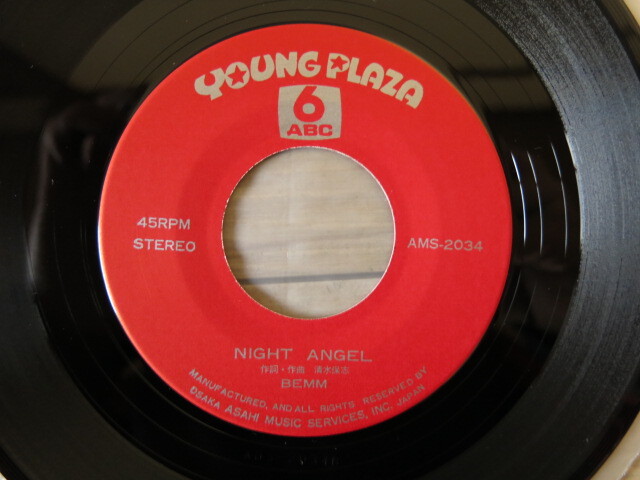 YOUNG PLAZA
6
ABC
45RPM
STEREO
AMS-2034
NIGHT ANGEL
作詞・作曲 清水保志
BEMM
MANUFACTURED, AND ALL RIGHTS RESERVED BY
OSAKA ASAHI MUSIC SERVICES, INC. JAPAN